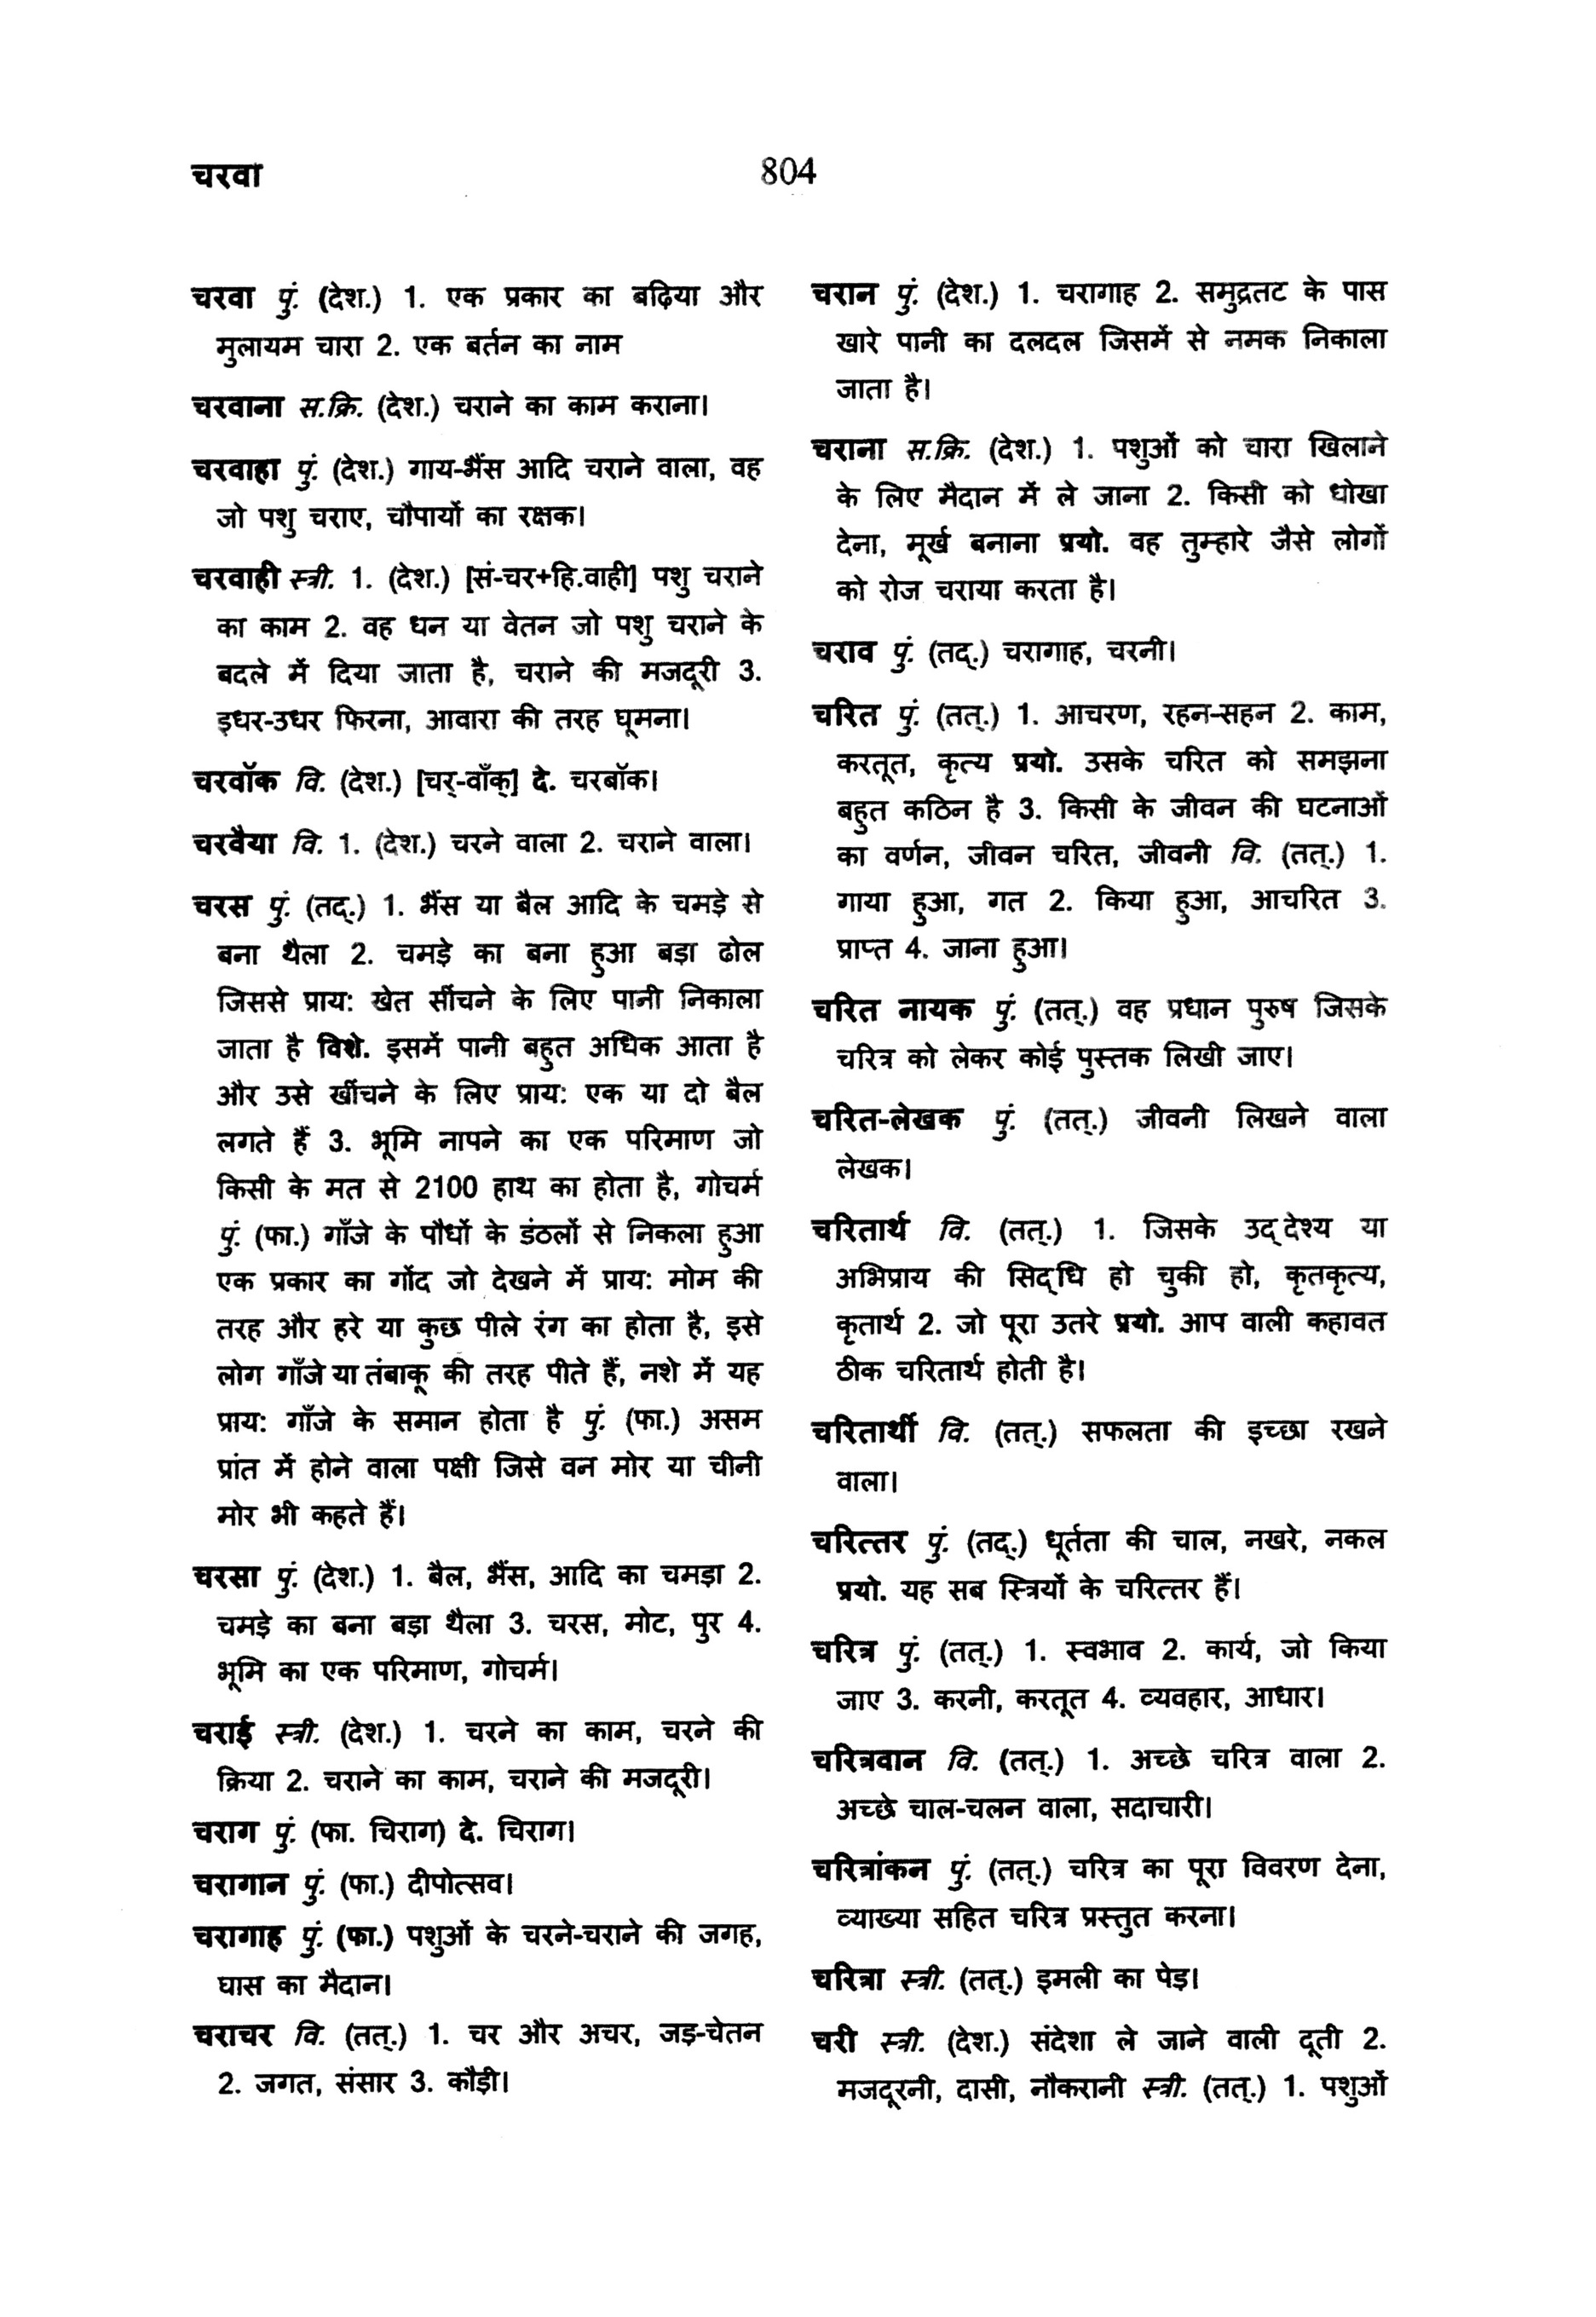 चरवा
804
चरवा पुं. (देश.) 1. एक प्रकार का बढ़िया और
मुलायम चारा 2. एक बर्तन का नाम
चरवाना स.क्रि. (देश.) चराने का काम कराना।
चरवाहा पुं. (देश.) गाय-भैंस आदि चराने वाला, वह
जो पशु चराए, चौपायों का रक्षक।
चरवाही स्त्री. 1. (देश.) [सं-चर+हि.वाही] पशु चराने
का काम 2. वह धन या वेतन जो पशु चराने के
बदले में दिया जाता है, चराने की मजदूरी 3.
इधर-उधर फिरना, आवारा की तरह घूमना।
चरवॉक वि. (देश.) [चर्-वाँक्] दे. चरबॉक।
चरवैया वि. 1. (देश.) चरने वाला 2. चराने वाला।
चरस पुं. (तद्.) 1. भैंस या बैल आदि के चमड़े से
बना थैला 2. चमड़े का बना हुआ बड़ा ढोल
जिससे प्राय: खेत सींचने के लिए पानी निकाला
जाता है विशे. इसमें पानी बहुत अधिक आता है
और उसे खींचने के लिए प्राय: एक या दो बैल
लगते हैं 3. भूमि नापने का एक परिमाण जो
किसी के मत से 2100 हाथ का होता है, गोचर्म
पुं. (फा.) गाँजे के पौधों के डंठलों से निकला हुआ
एक प्रकार का गोंद जो देखने में प्राय: मोम की
तरह और हरे या कुछ पीले रंग का होता है, इसे
लोग गाँजे या तंबाकू की तरह पीते हैं, नशे में यह
प्राय: गाँजे के समान होता है पुं. (फा.) असम
प्रांत में होने वाला पक्षी जिसे वन मोर या चीनी
मोर भी कहते हैं।
चरसा पुं. (देश.) 1. बैल, भैंस, आदि का चमड़ा 2.
चमड़े का बना बड़ा थैला 3. चरस, मोट, पुर 4.
भूमि का एक परिमाण, गोचर्म।
चराई स्त्री. (देश.) 1. चरने का काम, चरने की
क्रिया 2. चराने का काम, चराने की मजदूरी।
चराग पुं. (फा. चिराग) दे. चिराग।
चरागान पुं. (फा.) दीपोत्सव।
चरागाह पुं. (फा.) पशुओं के चरने-चराने की जगह,
घास का मैदान।
चराचर वि. (तत्.) 1. चर और अचर, जड़-चेतन
2. जगत, संसार 3. कौड़ी।
चरान पुं. (देश.) 1. चरागाह 2. समुद्रतट के पास
खारे पानी का दलदल जिसमें से नमक निकाला
जाता है।
चराना स.क्रि. (देश.) 1. पशुओं को चारा खिलाने
के लिए मैदान में ले जाना 2. किसी को धोखा
देना, मूर्ख बनाना प्रयो. वह तुम्हारे जैसे लोगों
को रोज चराया करता है।
चराव पुं. (तद्.) चरागाह, चरनी।
चरित पुं. (तत्.) 1. आचरण, रहन-सहन 2. काम,
करतूत, कृत्य प्रयो. उसके चरित को समझना
बहुत कठिन है 3. किसी के जीवन की घटनाओं
का वर्णन, जीवन चरित, जीवनी वि. (तत्.) 1.
गाया हुआ, गत 2. किया हुआ, आचरित 3.
प्राप्त 4. जाना हुआ।
चरित नायक पुं. (तत्.) वह प्रधान पुरुष जिसके
चरित्र को लेकर कोई पुस्तक लिखी जाए।
चरित-लेखक पुं. (तत्.) जीवनी लिखने वाला
लेखक।
चरितार्थ वि. (तत्.) 1. जिसके उद्देश्य या
अभिप्राय की सिद्धि हो चुकी हो, कृतकृत्य,
कृतार्थ 2. जो पूरा उतरे प्रयो. आप वाली कहावत
ठीक चरितार्थ होती है।
चरितार्थी वि. (तत्.) सफलता की इच्छा रखने
वाला।
चरित्तर पुं. (तद्.) धूर्तता की चाल, नखरे, नकल
प्रयो. यह सब स्त्रियों के चरित्तर हैं।
चरित्र पुं. (तत्.) 1. स्वभाव 2. कार्य, जो किया
जाए 3. करनी, करतूत 4. व्यवहार, आधार।
चरित्रवान वि. (तत्.) 1. अच्छे चरित्र वाला 2.
अच्छे चाल-चलन वाला, सदाचारी।
चरित्रांकन पुं. (तत्.) चरित्र का पूरा विवरण देना,
व्याख्या सहित चरित्र प्रस्तुत करना।
चरित्रा स्त्री. (तत्.) इमली का पेड़।
चरी स्त्री. (देश.) संदेशा ले जाने वाली दूती 2.
मजदूरनी, दासी, नौकरानी स्त्री. (तत्.) 1. पशुओं